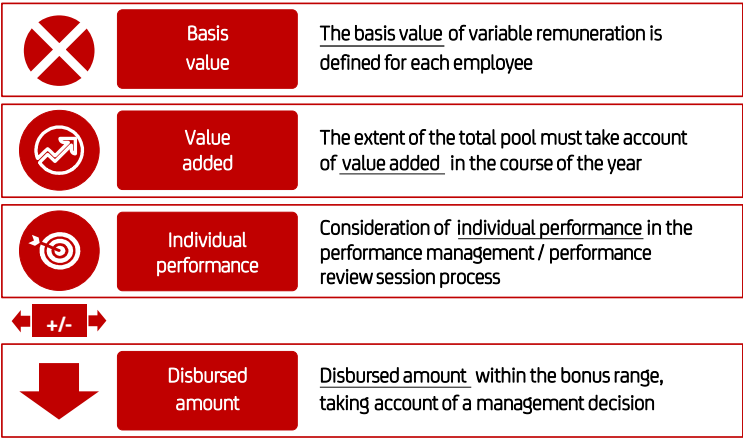 Basis
value
The basis value of variable remuneration is
defined for each employee
Value
added
The extent of the total pool must take account
of value added in the course of the year
Individual
performance
Consideration of individual performance in the
performance management / performance
review session process
+/-
Disbursed
amount
Disbursed amount within the bonus range,
taking account of a management decision